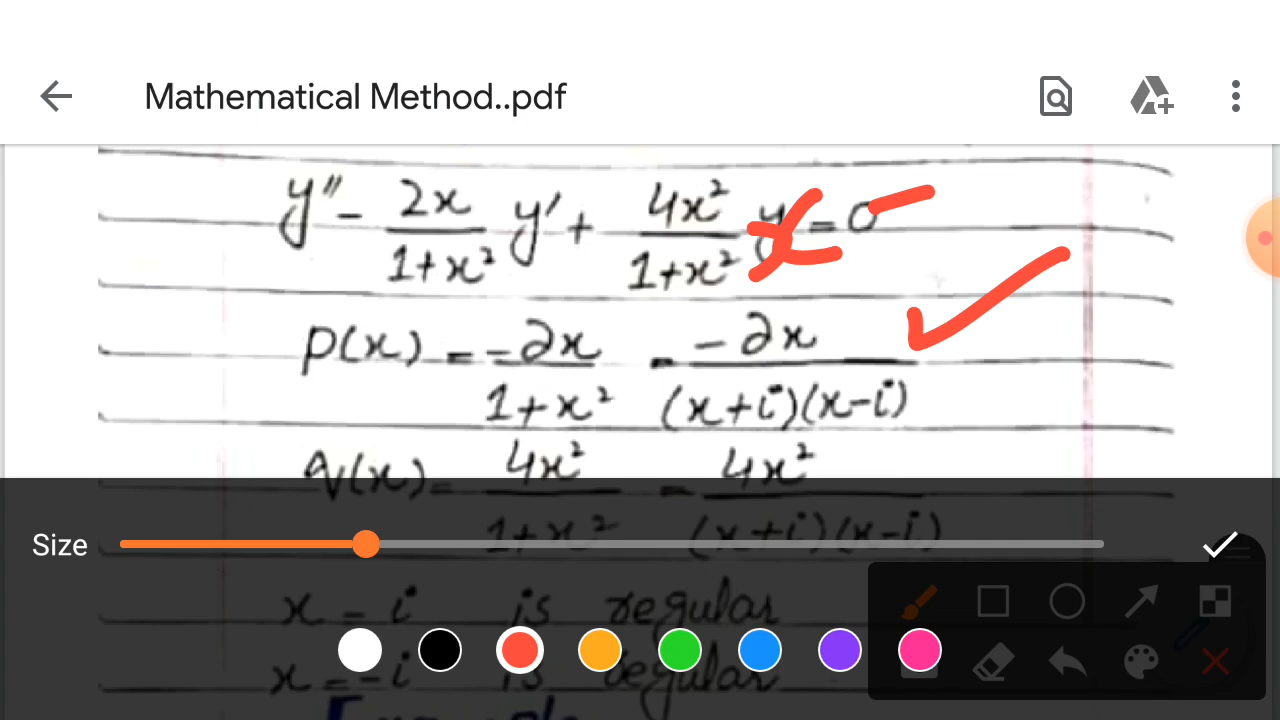 Mathematical Method..pdf
y'' - 2x/1+x² y' + 4x²/1+x² y = 0
p(x) = -2x/1+x² = -2x/(x+i)(x-i)
q(x) = 4x²/1+x² = 4x²/(x+i)(x-i)
Size
x = i is regular
x = -i is regular
Example